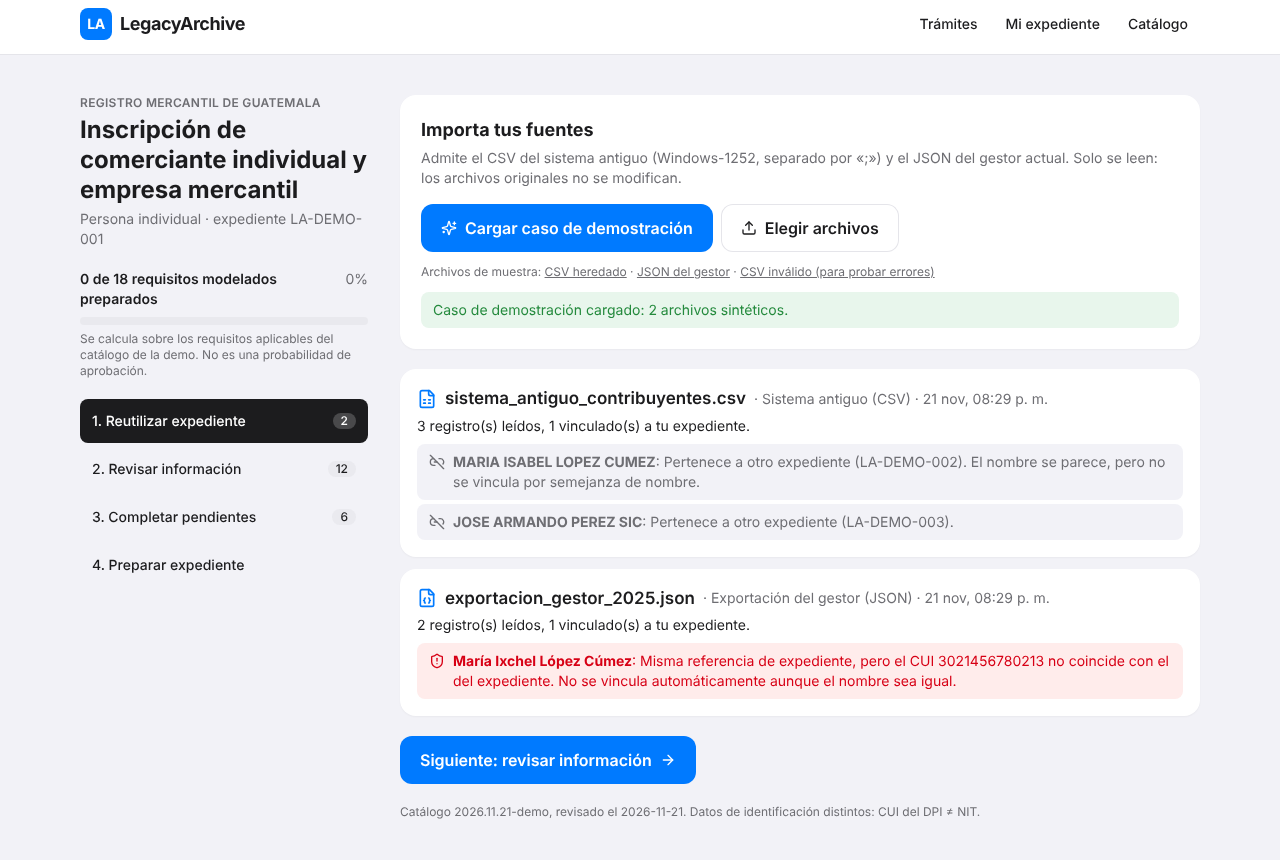 LA LegacyArchive
Trámites Mi expediente Catálogo
REGISTRO MERCANTIL DE GUATEMALA
Inscripción de
comerciante individual y
empresa mercantil
Persona individual · expediente LA-DEMO-
001
0 de 18 requisitos modelados 0%
preparados
Se calcula sobre los requisitos aplicables del
catálogo de la demo. No es una probabilidad de
aprobación.
1. Reutilizar expediente 2
2. Revisar información 12
3. Completar pendientes 6
4. Preparar expediente
Importa tus fuentes
Admite el CSV del sistema antiguo (Windows-1252, separado por «;») y el JSON del gestor actual. Solo se leen:
los archivos originales no se modifican.
Cargar caso de demostración Elegir archivos
Archivos de muestra: CSV heredado · JSON del gestor · CSV inválido (para probar errores)
Caso de demostración cargado: 2 archivos sintéticos.
sistema_antiguo_contribuyentes.csv · Sistema antiguo (CSV) · 21 nov, 08:29 p. m.
3 registro(s) leídos, 1 vinculado(s) a tu expediente.
MARIA ISABEL LOPEZ CUMEZ: Pertenece a otro expediente (LA-DEMO-002). El nombre se parece, pero no
se vincula por semejanza de nombre.
JOSE ARMANDO PEREZ SIC: Pertenece a otro expediente (LA-DEMO-003).
exportacion_gestor_2025.json · Exportación del gestor (JSON) · 21 nov, 08:29 p. m.
2 registro(s) leídos, 1 vinculado(s) a tu expediente.
María Ixchel López Cúmez: Misma referencia de expediente, pero el CUI 3021456780213 no coincide con el
del expediente. No se vincula automáticamente aunque el nombre sea igual.
Siguiente: revisar información →
Catálogo 2026.11.21-demo, revisado el 2026-11-21. Datos de identificación distintos: CUI del DPI ≠ NIT.